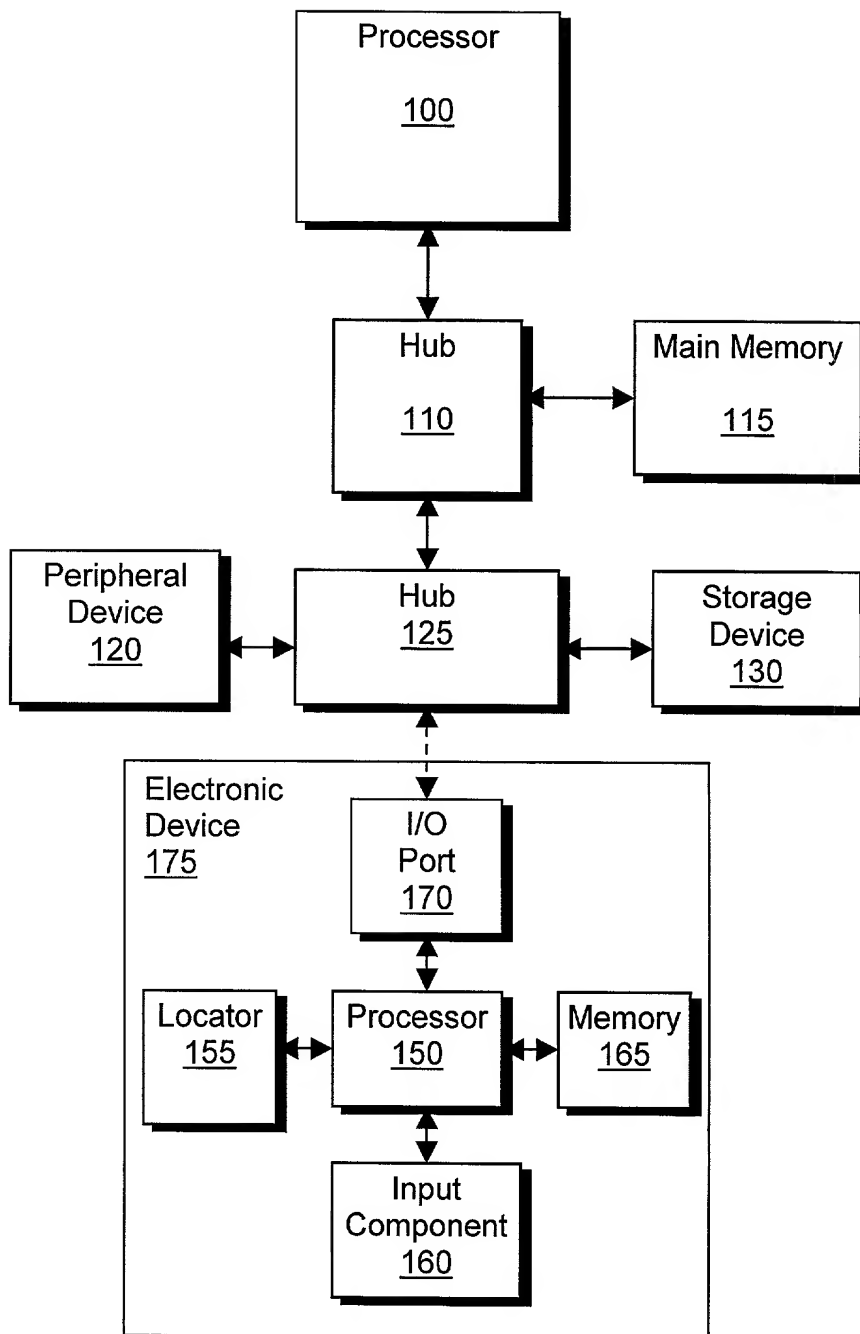 Processor
100
Hub
110
Main Memory
115
Peripheral
Device
120
Hub
125
Storage
Device
130
Electronic
Device
175
I/O
Port
170
Locator
155
Processor
150
Memory
165
Input
Component
160